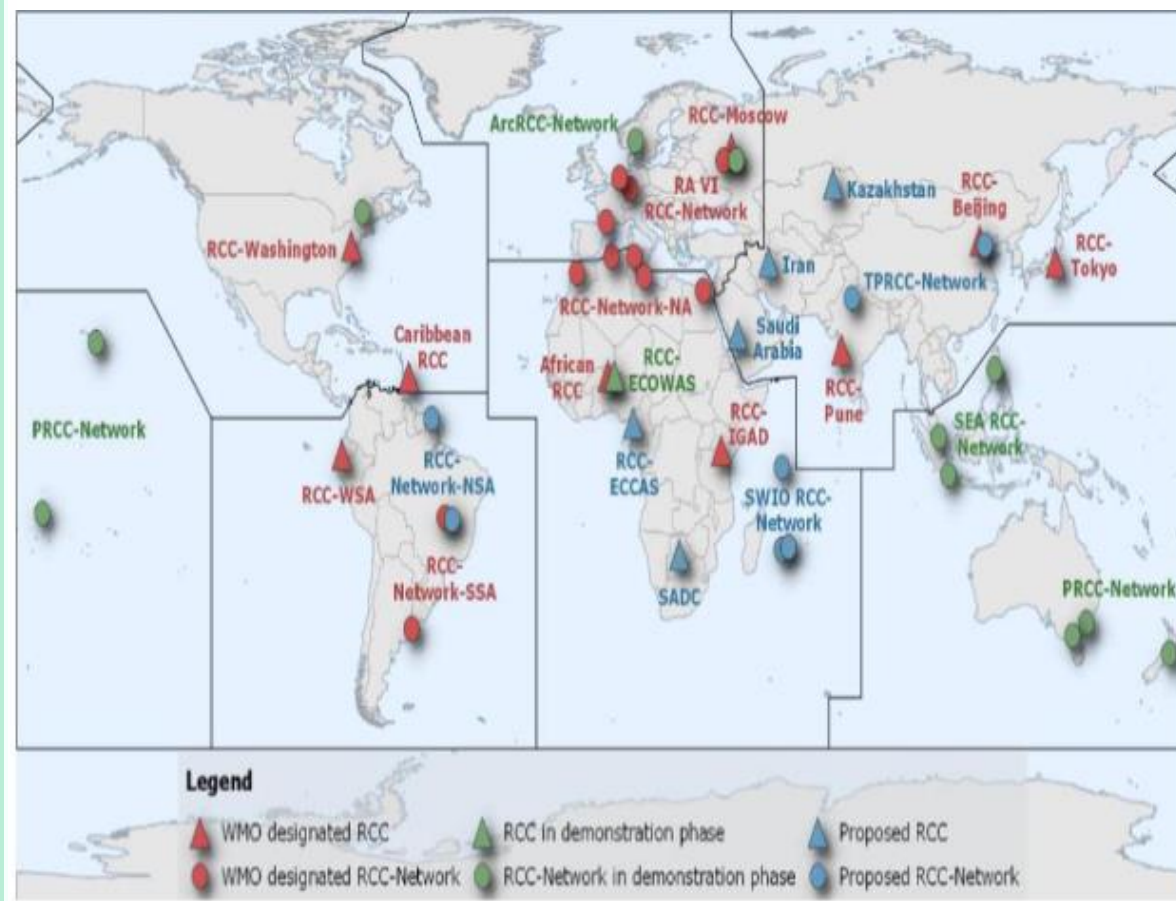 ArcRCC-Network
RCC-Moscow
RA VI
RCC-Network
Kazakhstan
RCC-
Beijing
RCC-Washington
RCC-
Tokyo
Iran
TPRCC-Network
RCC-Network-NA
Saudi
Arabia
Caribbean
RCC
African
RCC
RCC-
ECOWAS
RCC-
Pune
RCC-
IGAD
PRCC-Network
SEA RCC-
Network
RCC-
Network-NSA
RCC-WSA
RCC-
ECCAS
SWIO RCC-
Network
RCC-
Network-SSA
SADC
PRCC-Network
Legend
WMO designated RCC
RCC in demonstration phase
Proposed RCC
WMO designated RCC-Network
RCC-Network in demonstration phase
Proposed RCC-Network